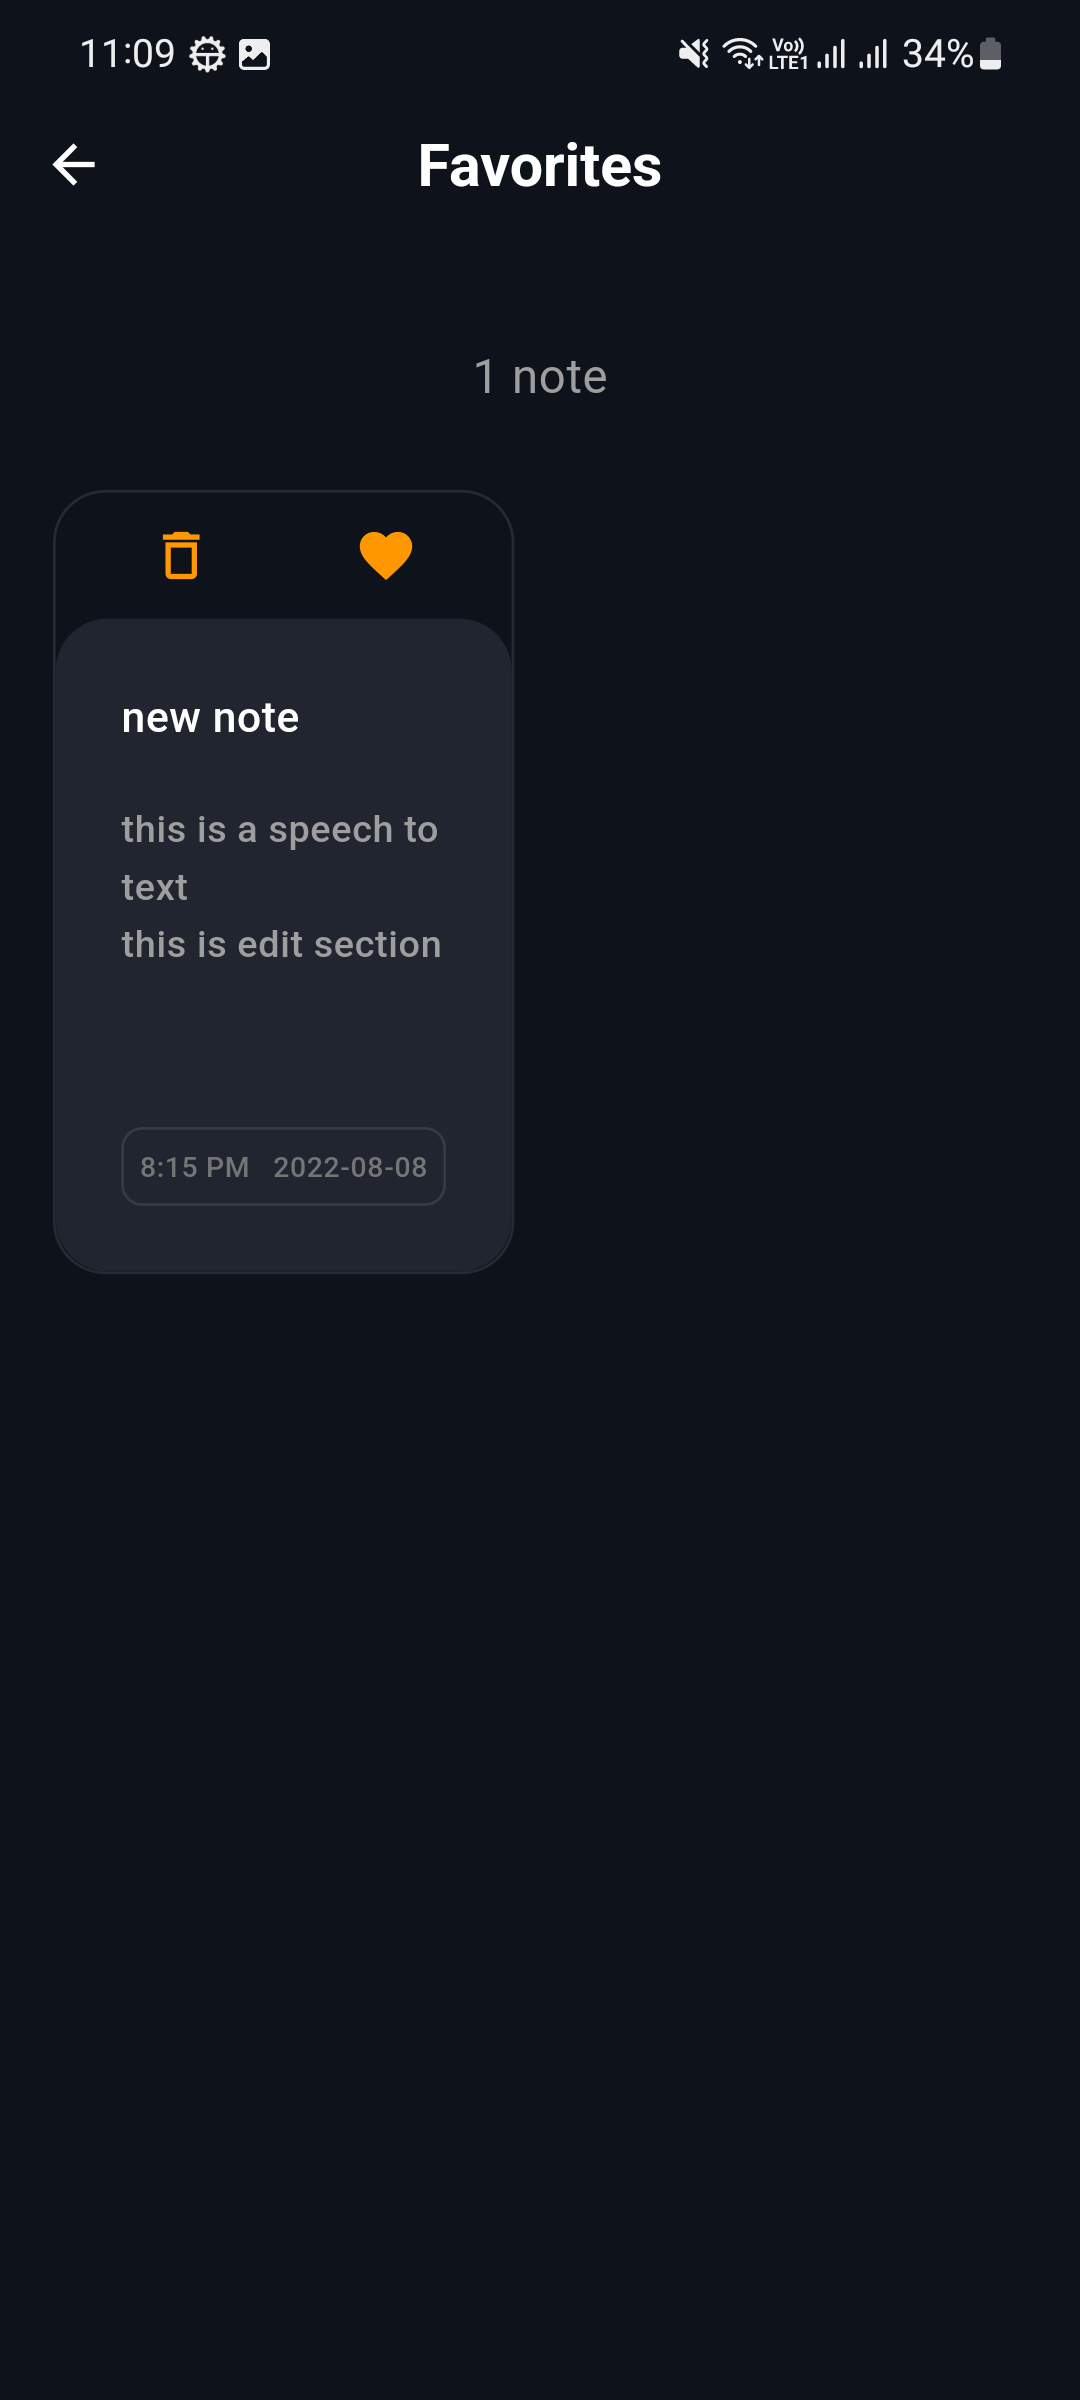 11:09 Vo)) LTE1 34%
Favorites
1 note
new note
this is a speech to
text
this is edit section
8:15 PM 2022-08-08